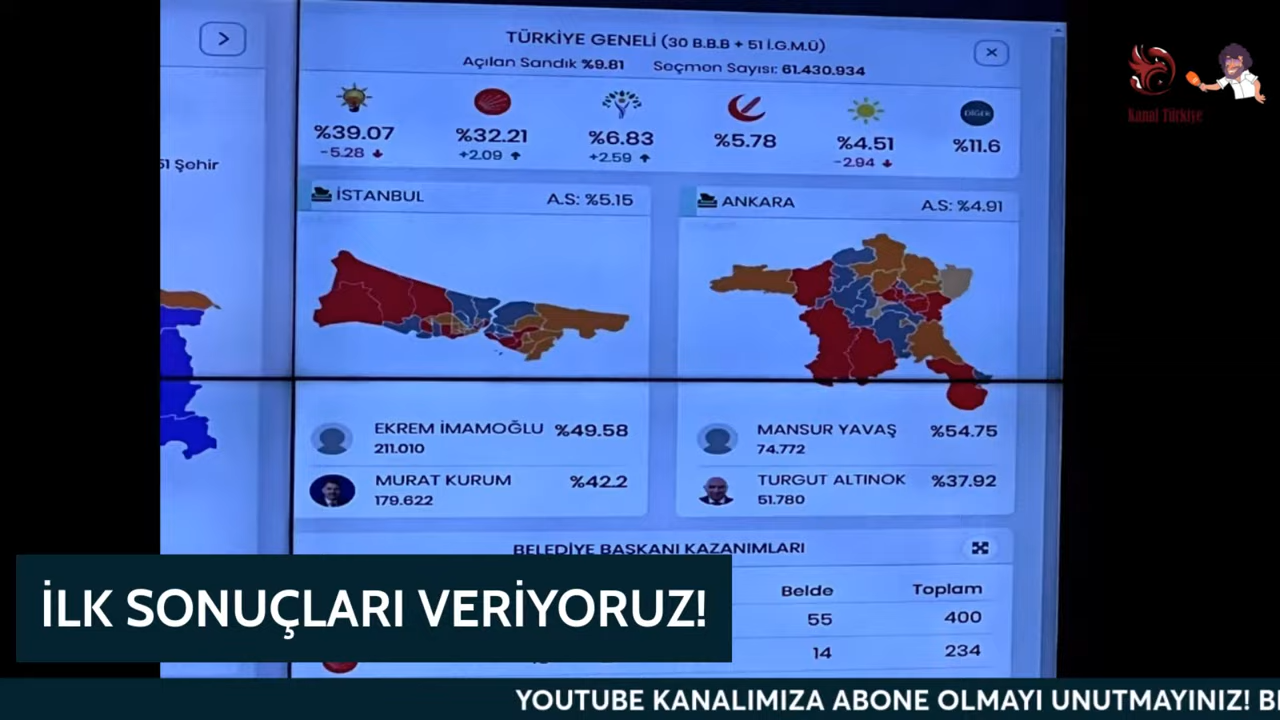 TÜRKİYE GENELİ (30 B.B.B + 51 İ.G.M.Ü)
Açılan Sandık %9.81 Seçmen Sayısı: 61.430.934
Kanal Türkiye
DİĞER
%39.07 %32.21 %6.83 %5.78 %4.51 %11.6
-5.28 +2.09 +2.59 -2.94
51 Şehir
İSTANBUL A.S: %5.15
ANKARA A.S: %4.91
EKREM İMAMOĞLU %49.58
211.010
MURAT KURUM %42.2
179.622
MANSUR YAVAŞ %54.75
74.772
TURGUT ALTINOK %37.92
51.780
BELEDİYE BAŞKANI KAZANIMLARI
Belde Toplam
55 400
14 234
İLK SONUÇLARI VERİYORUZ!
YOUTUBE KANALIMIZA ABONE OLMAYI UNUTMAYINIZ!